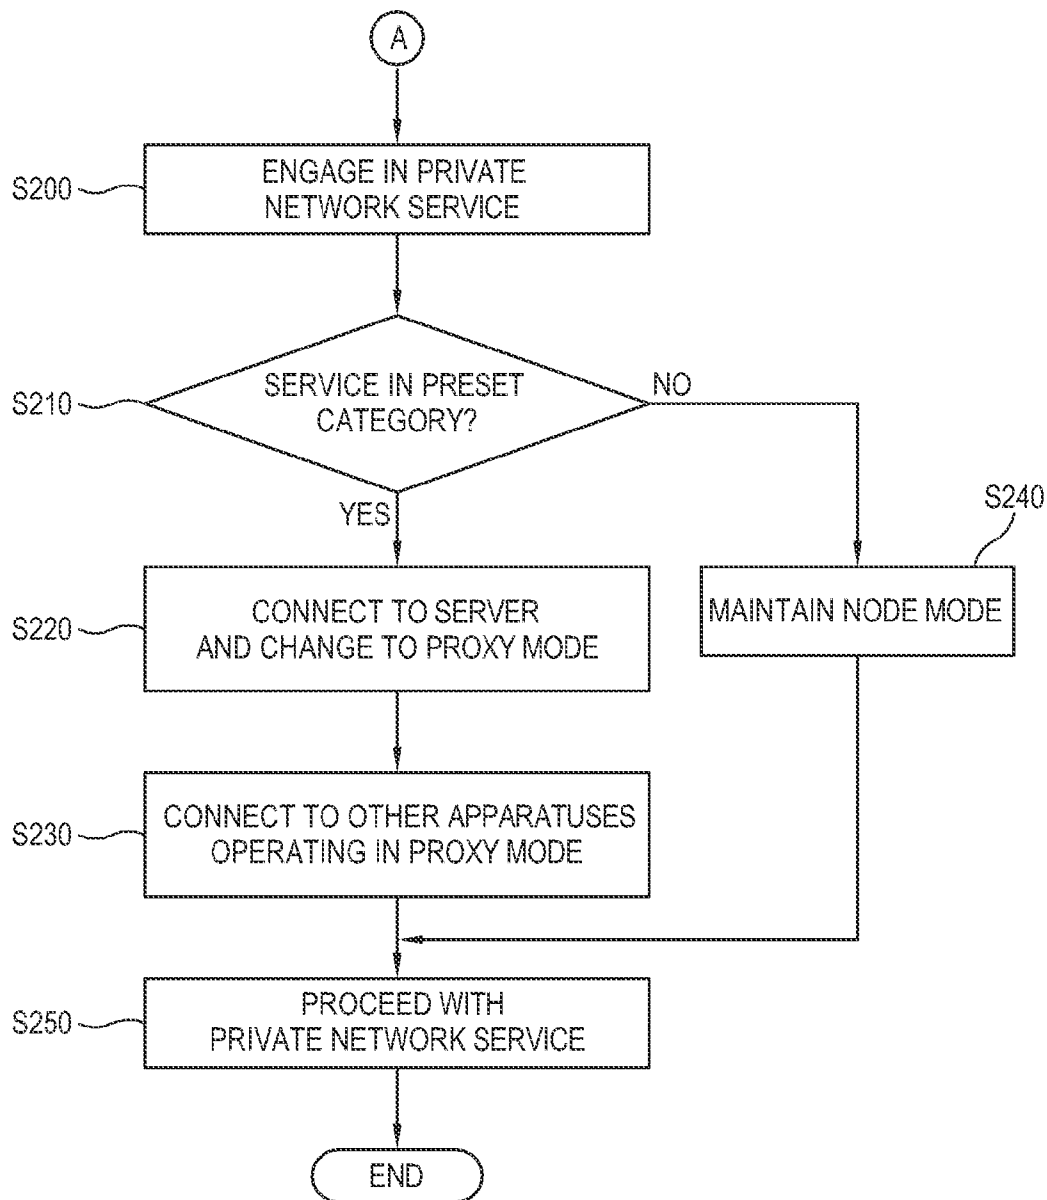 A
S200
ENGAGE IN PRIVATE
NETWORK SERVICE
S210
SERVICE IN PRESET
CATEGORY?
NO
YES
S240
S220
CONNECT TO SERVER
AND CHANGE TO PROXY MODE
MAINTAIN NODE MODE
S230
CONNECT TO OTHER APPARATUSES
OPERATING IN PROXY MODE
S250
PROCEED WITH
PRIVATE NETWORK SERVICE
END